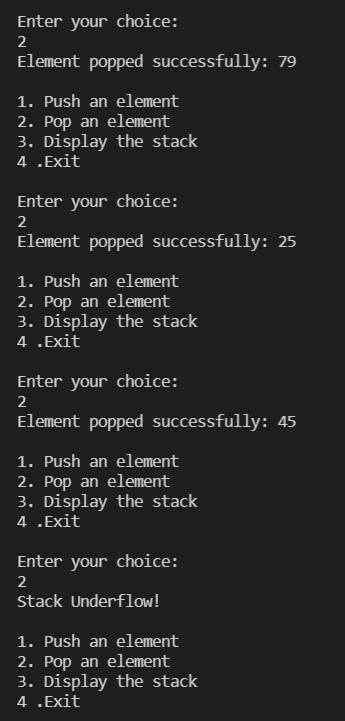 Enter your choice:
2
Element popped successfully: 79
1. Push an element
2. Pop an element
3. Display the stack
4 .Exit
Enter your choice:
2
Element popped successfully: 25
1. Push an element
2. Pop an element
3. Display the stack
4 .Exit
Enter your choice:
2
Element popped successfully: 45
1. Push an element
2. Pop an element
3. Display the stack
4 .Exit
Enter your choice:
2
Stack Underflow!
1. Push an element
2. Pop an element
3. Display the stack
4 .Exit